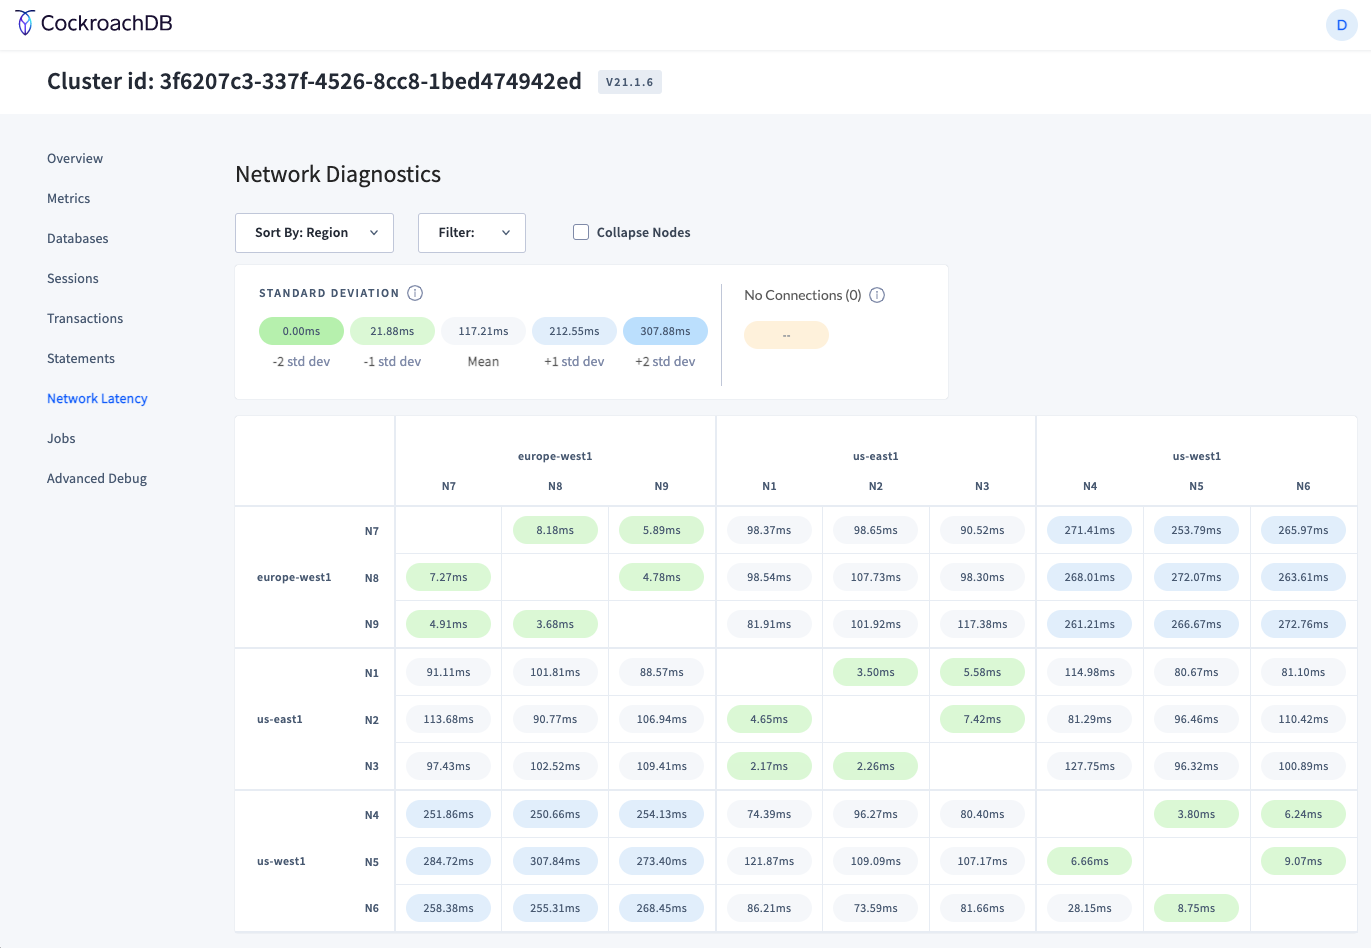 CockroachDB
D
Cluster id: 3f6207c3-337f-4526-8cc8-1bed474942ed V21.1.6
Overview
Metrics
Databases
Sessions
Transactions
Statements
Network Latency
Jobs
Advanced Debug
Network Diagnostics
Sort By: Region
Filter:
Collapse Nodes
STANDARD DEVIATION
0.00ms 21.88ms 117.21ms 212.55ms 307.88ms
-2 std dev -1 std dev Mean +1 std dev +2 std dev
No Connections (0)
--
europe-west1 us-east1 us-west1
N7 N8 N9 N1 N2 N3 N4 N5 N6
N7 8.18ms 5.89ms 98.37ms 98.65ms 90.52ms 271.41ms 253.79ms 265.97ms
europe-west1 N8 7.27ms 4.78ms 98.54ms 107.73ms 98.30ms 268.01ms 272.07ms 263.61ms
N9 4.91ms 3.68ms 81.91ms 101.92ms 117.38ms 261.21ms 266.67ms 272.76ms
N1 91.11ms 101.81ms 88.57ms 3.50ms 5.58ms 114.98ms 80.67ms 81.10ms
us-east1 N2 113.68ms 90.77ms 106.94ms 4.65ms 7.42ms 81.29ms 96.46ms 110.42ms
N3 97.43ms 102.52ms 109.41ms 2.17ms 2.26ms 127.75ms 96.32ms 100.89ms
N4 251.86ms 250.66ms 254.13ms 74.39ms 96.27ms 80.40ms 3.80ms 6.24ms
us-west1 N5 284.72ms 307.84ms 273.40ms 121.87ms 109.09ms 107.17ms 6.66ms 9.07ms
N6 258.38ms 255.31ms 268.45ms 86.21ms 73.59ms 81.66ms 28.15ms 8.75ms